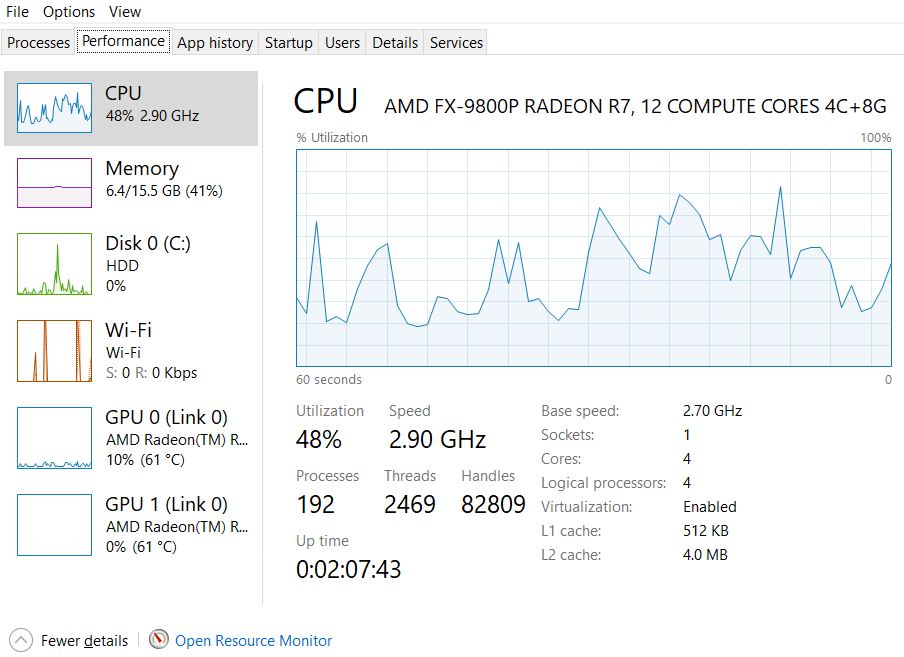 File Options View
Processes Performance App history Startup Users Details Services
CPU
48% 2.90 GHz
Memory
6.4/15.5 GB (41%)
Disk 0 (C:)
HDD
0%
Wi-Fi
Wi-Fi
S: 0 R: 0 Kbps
GPU 0 (Link 0)
AMD Radeon(TM) R...
10% (61 °C)
GPU 1 (Link 0)
AMD Radeon(TM) R...
0% (61 °C)
CPU AMD FX-9800P RADEON R7, 12 COMPUTE CORES 4C+8G
% Utilization 100%
60 seconds 0
Utilization Speed
48% 2.90 GHz
Processes Threads Handles
192 2469 82809
Up time
0:02:07:43
Base speed: 2.70 GHz
Sockets: 1
Cores: 4
Logical processors: 4
Virtualization: Enabled
L1 cache: 512 KB
L2 cache: 4.0 MB
Fewer details Open Resource Monitor